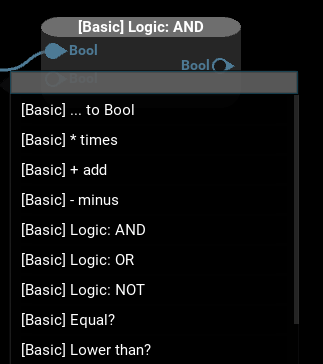 [Basic] Logic: AND
Bool
Bool
Bool
[Basic] ... to Bool
[Basic] * times
[Basic] + add
[Basic] - minus
[Basic] Logic: AND
[Basic] Logic: OR
[Basic] Logic: NOT
[Basic] Equal?
[Basic] Lower than?